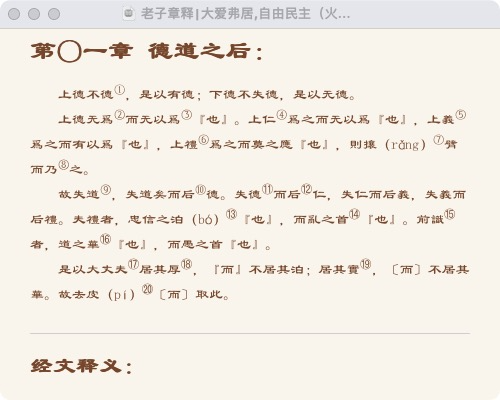 老子章释|大爱弗居,自由民主（火...
第〇一章 德道之后：
上德不德①，是以有德；下德不失德，是以无德。
上德无爲②而无以爲③『也』。上仁④爲之而无以爲『也』，上義⑤
爲之而有以爲『也』，上禮⑥爲之而莫之應『也』，則攘（rǎng）⑦臂
而乃⑧之。
故失道⑨，失道矣而后⑩德。失德⑪而后⑫仁，失仁而后義，失義而
后禮。夫禮者，忠信之泊（bó）⑬『也』，而亂之首⑭『也』。前識⑮
者，道之華⑯『也』，而愚之首『也』。
是以大丈夫⑰居其厚⑱，『而』不居其泊；居其實⑲，〔而〕不居其
華。故去皮（pí）⑳〔而〕取此。
经文释义：